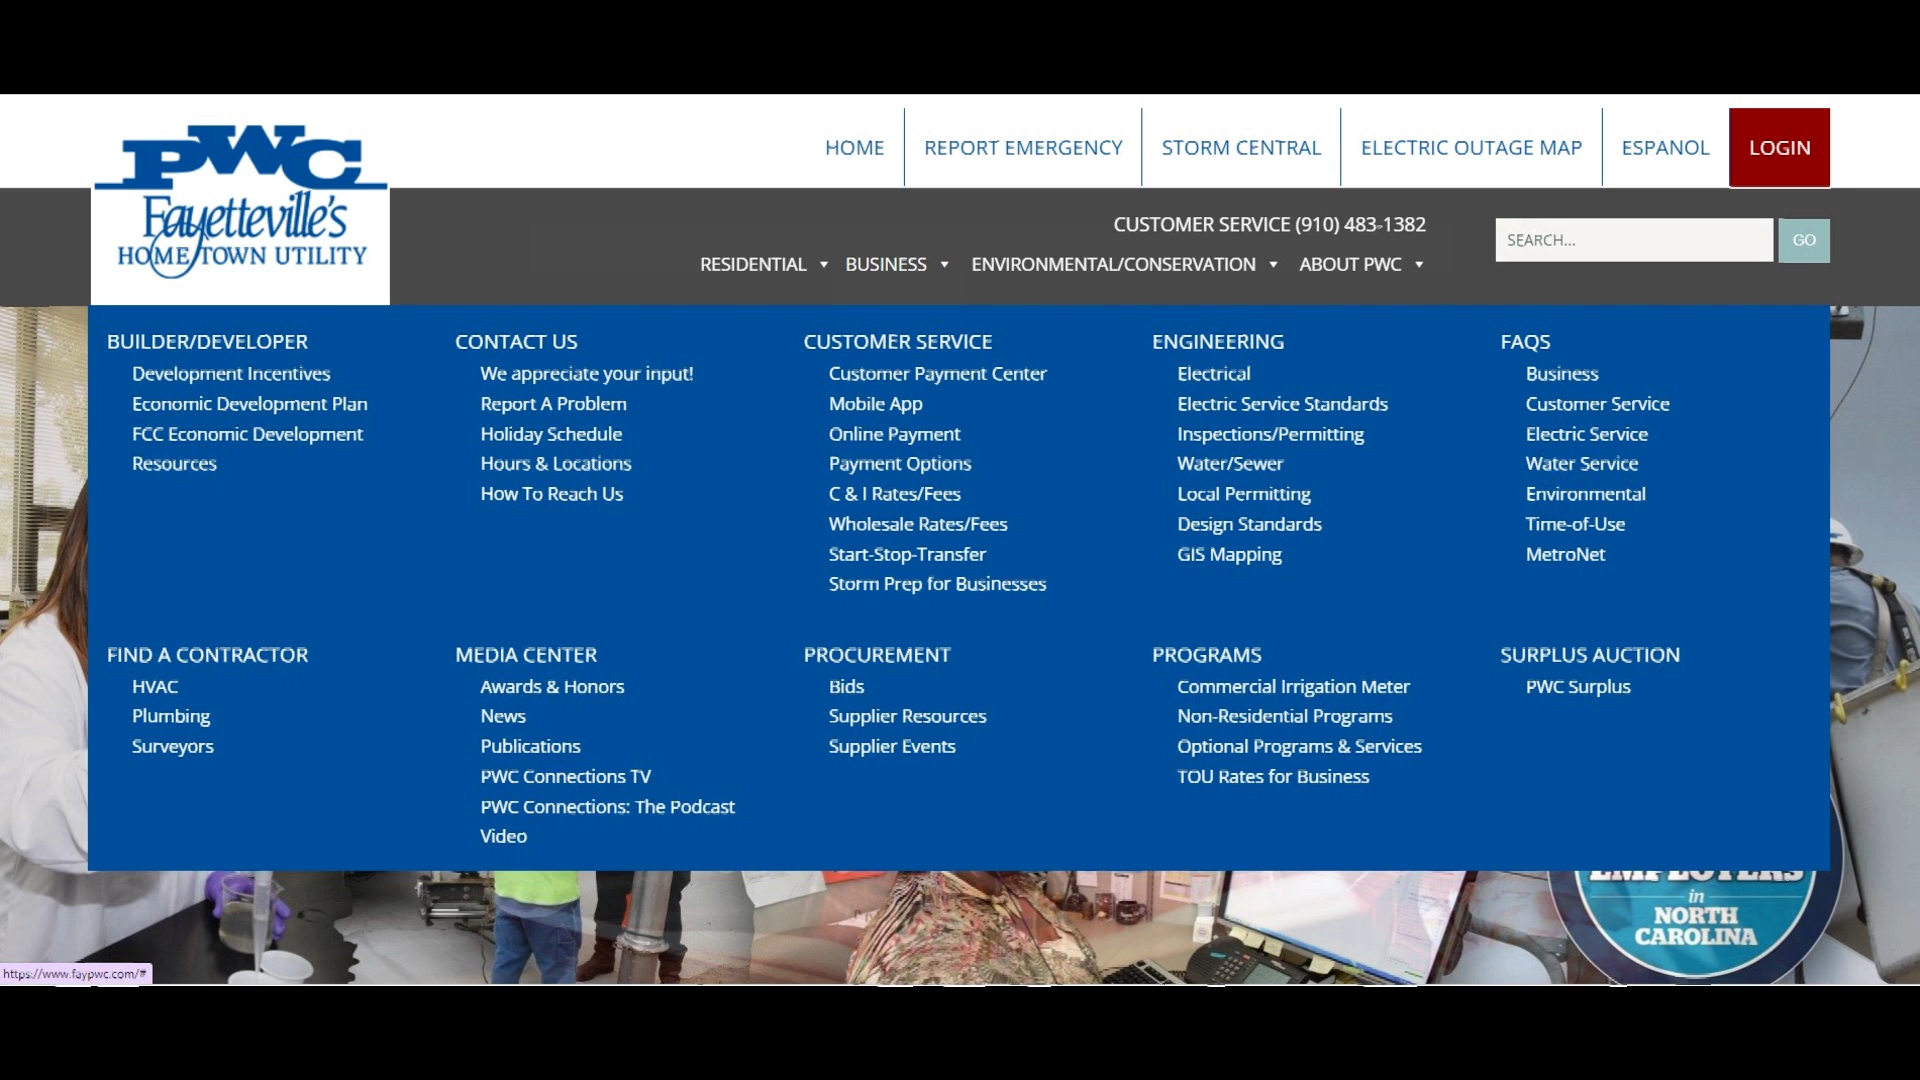 PWC
Fayetteville's
HOMETOWN UTILITY
HOME
REPORT EMERGENCY
STORM CENTRAL
ELECTRIC OUTAGE MAP
ESPANOL
LOGIN
CUSTOMER SERVICE (910) 483-1382
SEARCH...
GO
RESIDENTIAL
BUSINESS
ENVIRONMENTAL/CONSERVATION
ABOUT PWC
BUILDER/DEVELOPER
Development Incentives
Economic Development Plan
FCC Economic Development
Resources
CONTACT US
We appreciate your input!
Report A Problem
Holiday Schedule
Hours & Locations
How To Reach Us
CUSTOMER SERVICE
Customer Payment Center
Mobile App
Online Payment
Payment Options
C & I Rates/Fees
Wholesale Rates/Fees
Start-Stop-Transfer
Storm Prep for Businesses
ENGINEERING
Electrical
Electric Service Standards
Inspections/Permitting
Water/Sewer
Local Permitting
Design Standards
GIS Mapping
FAQS
Business
Customer Service
Electric Service
Water Service
Environmental
Time-of-Use
MetroNet
FIND A CONTRACTOR
HVAC
Plumbing
Surveyors
MEDIA CENTER
Awards & Honors
News
Publications
PWC Connections TV
PWC Connections: The Podcast
Video
PROCUREMENT
Bids
Supplier Resources
Supplier Events
PROGRAMS
Commercial Irrigation Meter
Non-Residential Programs
Optional Programs & Services
TOU Rates for Business
SURPLUS AUCTION
PWC Surplus
EMPLOYERS
in
NORTH
CAROLINA
https://www.faypwc.com/#